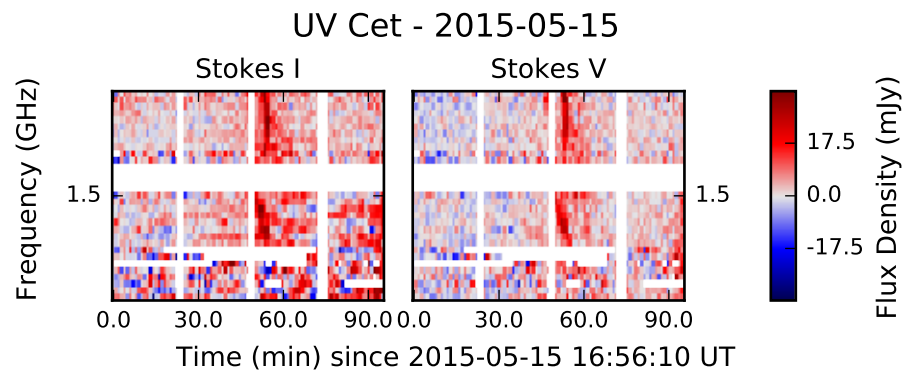 UV Cet - 2015-05-15
Stokes I
Stokes V
Frequency (GHz)
1.5
1.5
17.5
0.0
-17.5
Flux Density (mJy)
0.0 30.0 60.0 90.0 0.0 30.0 60.0 90.0
Time (min) since 2015-05-15 16:56:10 UT